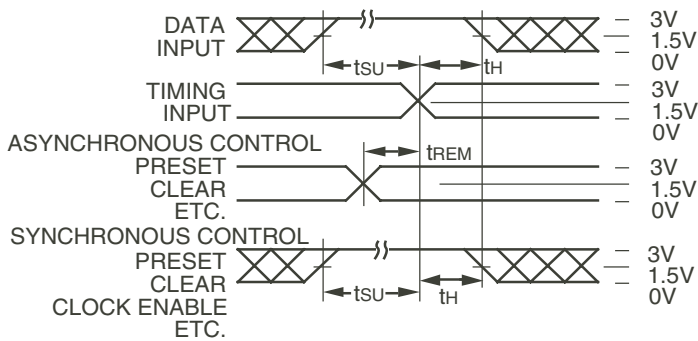 DATA
INPUT
tSU
tH
3V
1.5V
0V
TIMING
INPUT
3V
1.5V
0V
ASYNCHRONOUS CONTROL
PRESET
CLEAR
ETC.
tREM
3V
1.5V
0V
SYNCHRONOUS CONTROL
PRESET
CLEAR
CLOCK ENABLE
ETC.
tSU
tH
3V
1.5V
0V